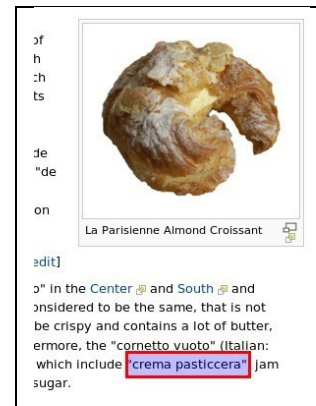 of
h
ch
ts
de
"de
on
La Parisienne Almond Croissant
edit]
o" in the Center and South and
onsidered to be the same, that is not
be crispy and contains a lot of butter,
ermore, the "cornetto vuoto" (Italian:
which include "crema pasticcera", jam
sugar.